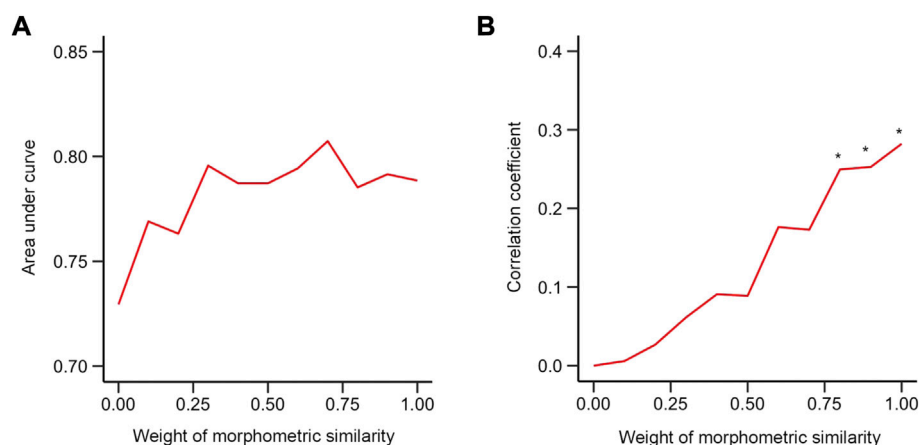 A
0.85
0.80
0.75
0.70
Area under curve
0.00 0.25 0.50 0.75 1.00
Weight of morphometric similarity
B
0.4
0.3
0.2
0.1
0.0
Correlation coefficient
* * *
0.00 0.25 0.50 0.75 1.00
Weight of morphometric similarity